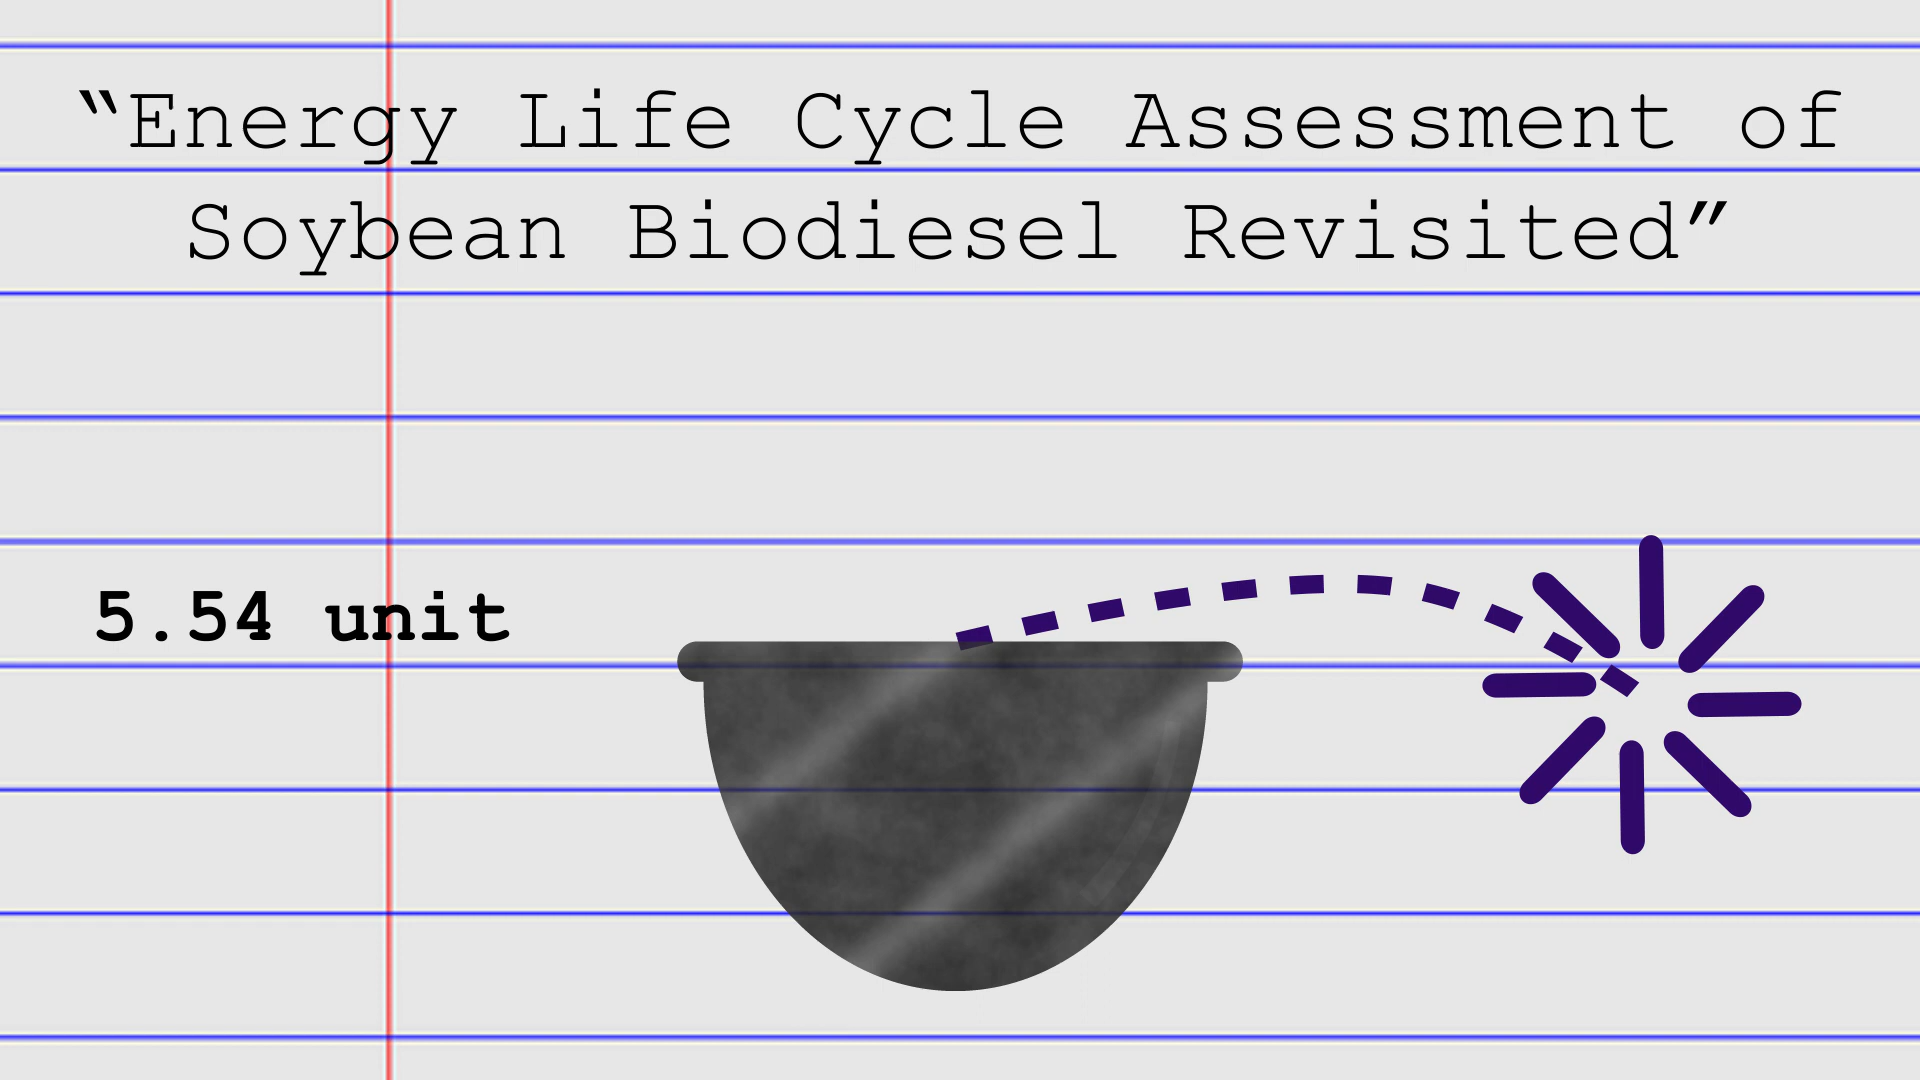 “Energy Life Cycle Assessment of
Soybean Biodiesel Revisited”
5.54 unit